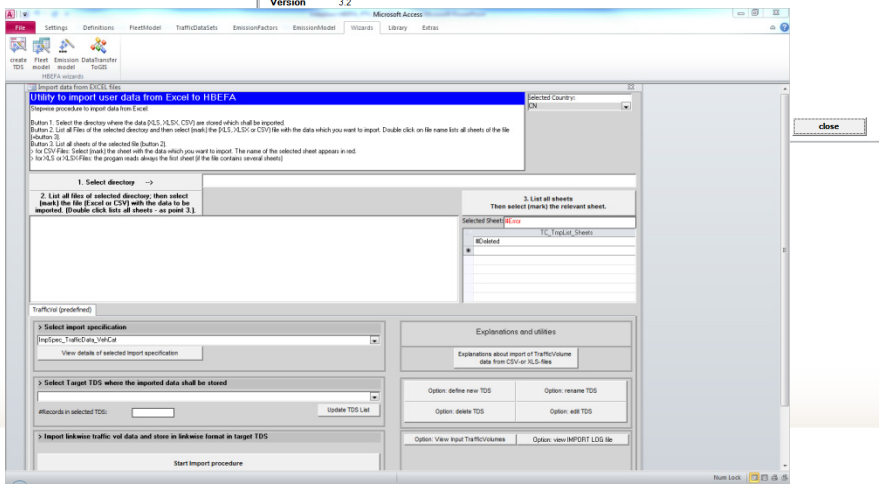 Version 3.2
Microsoft Access
File Settings Definitions FleetModel TrafficDataSets EmissionFactors EmissionModel Wizards Library Extras
create Fleet Emission DataTransfer
TDS model model ToGIS
HBEFA wizards
Import data from EXCEL files
Utility to import user data from Excel to HBEFA
Selected Country:
CN
Stepwise procedure to import data from Excel:
Button 1. Select the directory where the data (XLS, XLSX, CSV) are stored which shall be imported.
Button 2. List all Files of the selected directory and then select (mark) the (XLS, XLSX or CSV) file with the data which you want to import. Double click on file name lists all sheets of the file
(=button 3).
Button 3. List all sheets of the selected file (button 2).
> for CSV-Files: Select (mark) the sheet with the data which you want to import. The name of the selected sheet appears in red.
> for XLS or XLSX-Files: the progam reads always the first sheet (if the file contains several sheets)
close
1. Select directory -->
2. List all files of selected directory; then select
(mark) the file (Excel or CSV) with the data to be
imported. (Double click lists all sheets - as point 3.).
3. List all sheets
Then select (mark) the relevant sheet.
Selected Sheet: #Error
TC_TmpList_Sheets
#Deleted
TrafficVol (predefined)
> Select import specification
ImpSpec_TrafficData_VehCat
View details of selected Import specification
Explanations and utilities
Explanations about import of TrafficVolume
data from CSV-or XLS-files
> Select Target TDS where the imported data shall be stored
#Records in selected TDS:
Update TDS List
Option: define new TDS
Option: rename TDS
Option: delete TDS
Option: edit TDS
> Import linkwise traffic vol data and store in linkwise format in target TDS
Start Import procedure
Option: View Input TrafficVolumes
Option: view IMPORT LOG file
Num Lock